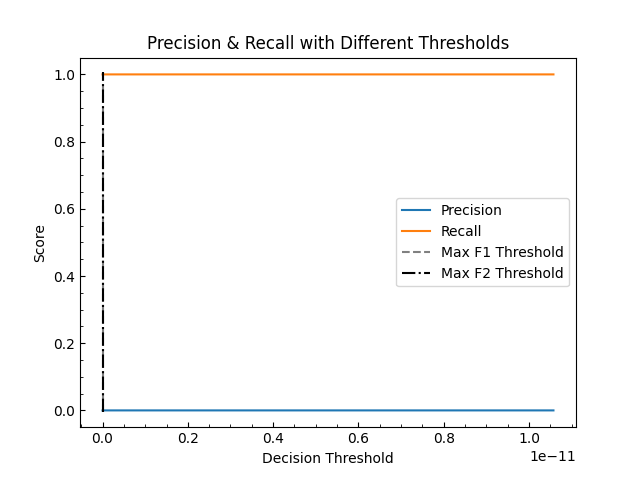 Precision & Recall with Different Thresholds
1.0
0.8
0.6
0.4
0.2
0.0
Score
Precision
Recall
Max F1 Threshold
Max F2 Threshold
0.0 0.2 0.4 0.6 0.8 1.0
1e−11
Decision Threshold